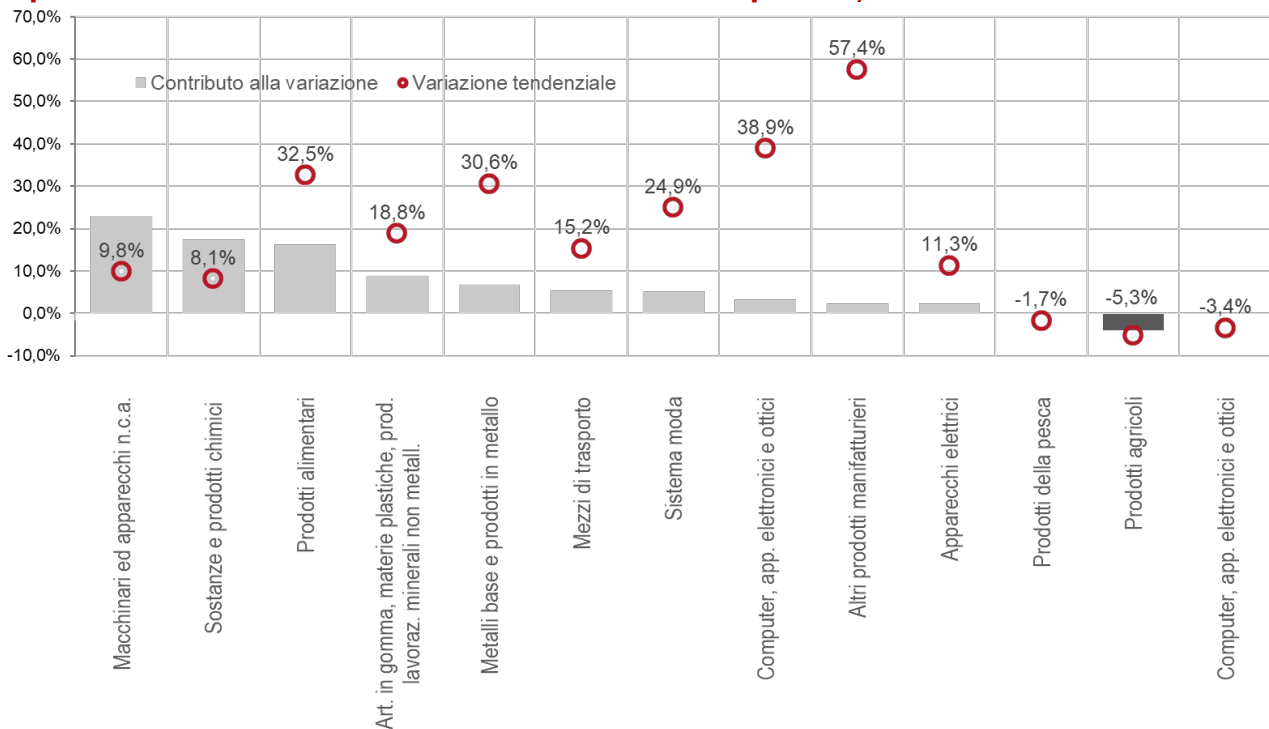 70,0%
60,0%
50,0%
40,0%
30,0%
20,0%
10,0%
0,0%
-10,0%
Contributo alla variazione
Variazione tendenziale
9,8%
8,1%
32,5%
18,8%
30,6%
15,2%
24,9%
38,9%
57,4%
11,3%
-1,7%
-5,3%
-3,4%
Macchinari ed apparecchi n.c.a.
Sostanze e prodotti chimici
Prodotti alimentari
Art. in gomma, materie plastiche, prod.
lavoraz. minerali non metall.
Metalli base e prodotti in metallo
Mezzi di trasporto
Sistema moda
Computer, app. elettronici e ottici
Altri prodotti manifatturieri
Apparecchi elettrici
Prodotti della pesca
Prodotti agricoli
Computer, app. elettronici e ottici